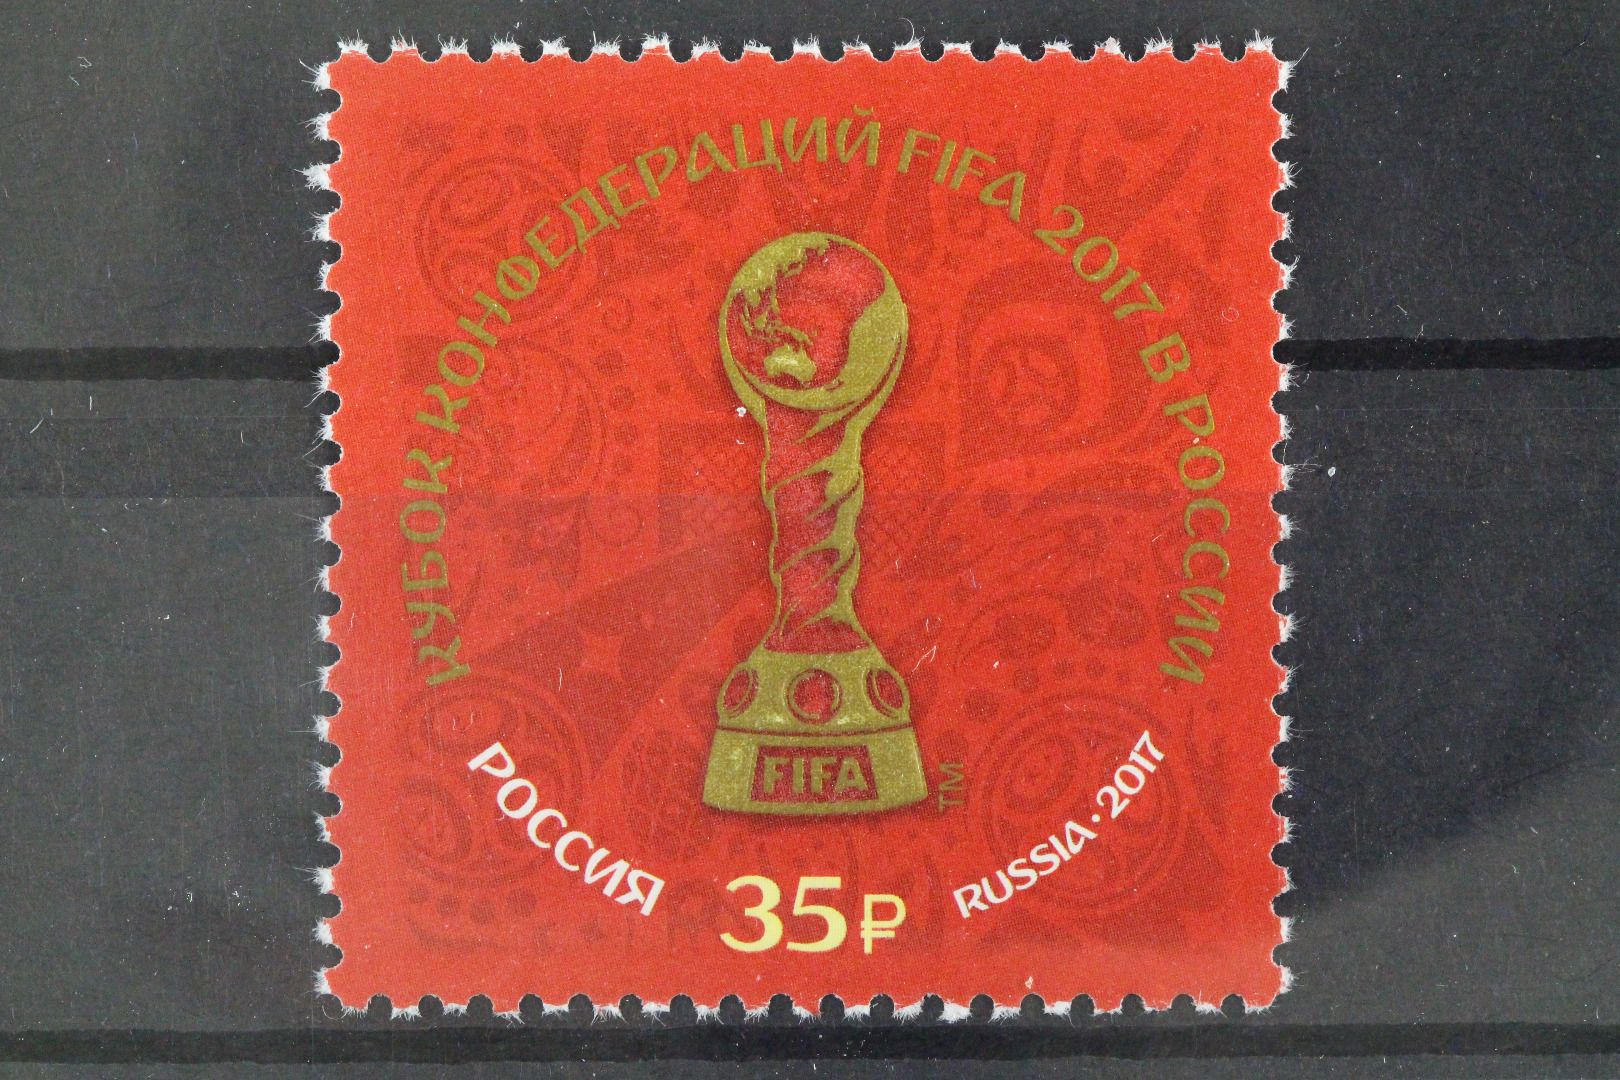 КУБОК КОНФЕДЕРАЦИЙ FIFA 2017 В РОССИИ
FIFA
TM
РОССИЯ
35₽
RUSSIA·2017